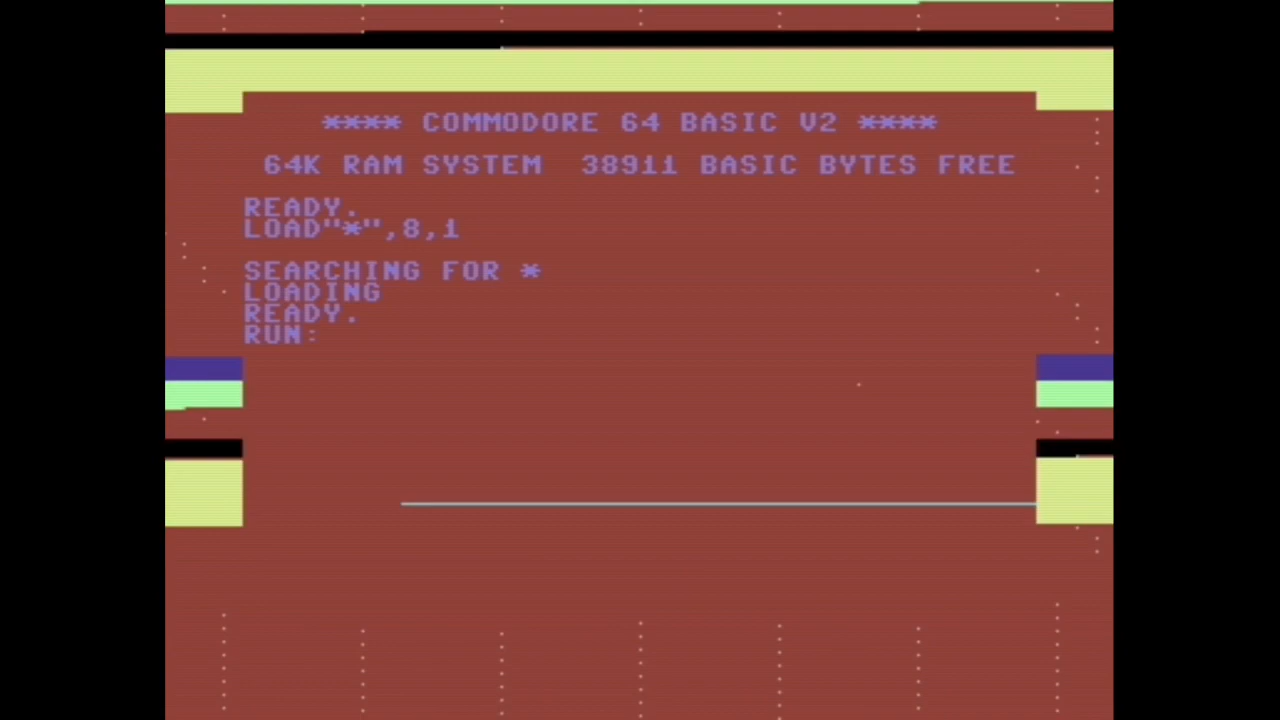 **** COMMODORE 64 BASIC V2 ****
64K RAM SYSTEM  38911 BASIC BYTES FREE
READY.
LOAD"*",8,1
SEARCHING FOR *
LOADING
READY.
RUN: